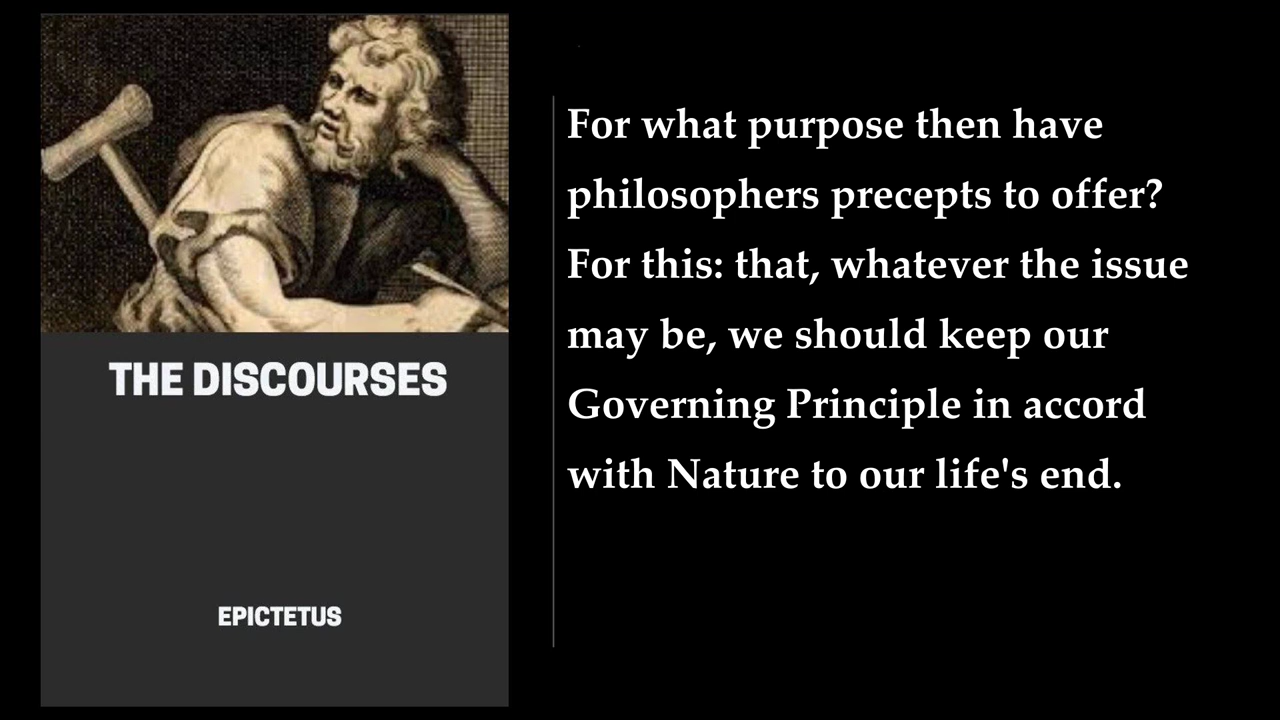 THE DISCOURSES
EPICTETUS
For what purpose then have
philosophers precepts to offer?
For this: that, whatever the issue
may be, we should keep our
Governing Principle in accord
with Nature to our life's end.